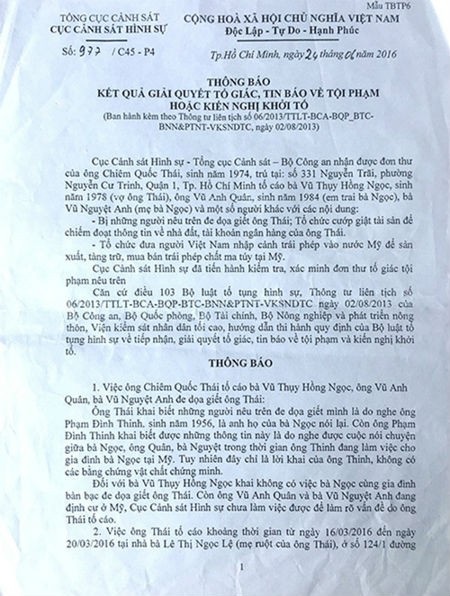 Mẫu TBTP6
TỔNG CỤC CẢNH SÁT
CỤC CẢNH SÁT HÌNH SỰ
CỘNG HOÀ XÃ HỘI CHỦ NGHĨA VIỆT NAM
Độc Lập - Tự Do - Hạnh Phúc
Số: 977 / C45 - P4
Tp.Hồ Chí Minh, ngày 24 tháng 06 năm 2016
THÔNG BÁO
KẾT QUẢ GIẢI QUYẾT TỐ GIÁC, TIN BÁO VỀ TỘI PHẠM
HOẶC KIẾN NGHỊ KHỞI TỐ
(Ban hành kèm theo Thông tư liên tịch số 06/2013/TTLT-BCA-BQP_BTC-
BNN&PTNT-VKSNDTC, ngày 02/08/2013)
Cục Cảnh sát Hình sự - Tổng cục Cảnh sát – Bộ Công an nhận được đơn thư
của ông Chiêm Quốc Thái, sinh năm 1974, trú tại: số 331 Nguyễn Trãi, phường
Nguyễn Cư Trinh, Quận 1, Tp. Hồ Chí Minh tố cáo bà Vũ Thụy Hồng Ngọc, sinh
năm 1978 (vợ ông Thái), ông Vũ Anh Quân, sinh năm 1984 (em trai bà Ngọc), bà
Vũ Nguyệt Anh (mẹ bà Ngọc) và một số người khác với các nội dung:
- Bị những người nêu trên đe dọa giết ông Thái; Tổ chức cướp giật tài sản để
chiếm đoạt thông tin về nhà đất, tài khoản ngân hàng của ông Thái.
- Tổ chức đưa người Việt Nam nhập cảnh trái phép vào nước Mỹ để sản
xuất, tàng trữ, mua bán trái phép chất ma túy tại Mỹ.
Cục Cảnh sát Hình sự đã tiến hành kiểm tra, xác minh đơn thư tố giác tội
phạm nêu trên
Căn cứ điều 103 Bộ luật tố tụng hình sự, Thông tư liên tịch số
06/2013/TTLT-BCA-BQP-BTC-BNN&PTNT-VKSNDTC ngày 02/08/2013 của
Bộ Công an, Bộ Quốc phòng, Bộ Tài chính, Bộ Nông nghiệp và phát triển nông
thôn, Viện kiểm sát nhân dân tối cao, hướng dẫn thi hành quy định của Bộ luật tố
tụng hình sự về tiếp nhận, giải quyết tố giác, tin báo về tội phạm và kiến nghị khởi
tố.
THÔNG BÁO
1. Việc ông Chiêm Quốc Thái tố cáo bà Vũ Thụy Hồng Ngọc, ông Vũ Anh
Quân, bà Vũ Nguyệt Anh đe dọa giết ông Thái:
Ông Thái khai biết những người nêu trên đe dọa giết mình là do nghe ông
Phạm Đình Thinh, sinh năm 1956, là anh họ của bà Ngọc nói lại. Còn ông Phạm
Đình Thinh khai biết được những thông tin này là do nghe được cuộc nói chuyện
giữa bà Ngọc, ông Quân, bà Nguyệt trong thời gian ông Thinh đang làm việc cho
gia đình bà Ngọc tại Mỹ. Tuy nhiên đây chỉ là lời khai của ông Thinh, không có
các bằng chứng vật chất chứng minh.
Đối với bà Vũ Thụy Hồng Ngọc khai không có việc bà Ngọc cùng gia đình
bàn bạc đe dọa giết ông Thái. Còn ông Vũ Anh Quân và bà Vũ Nguyệt Anh đang
định cư ở Mỹ, Cục Cảnh sát Hình sự chưa làm việc được để làm rõ vấn đề do ông
Thái tố cáo.
2. Việc ông Thái tố cáo khoảng thời gian từ ngày 16/03/2016 đến ngày
20/03/2016 tại nhà bà Lê Thị Ngọc Lệ (mẹ ruột của ông Thái), ở số 124/1 đường
1